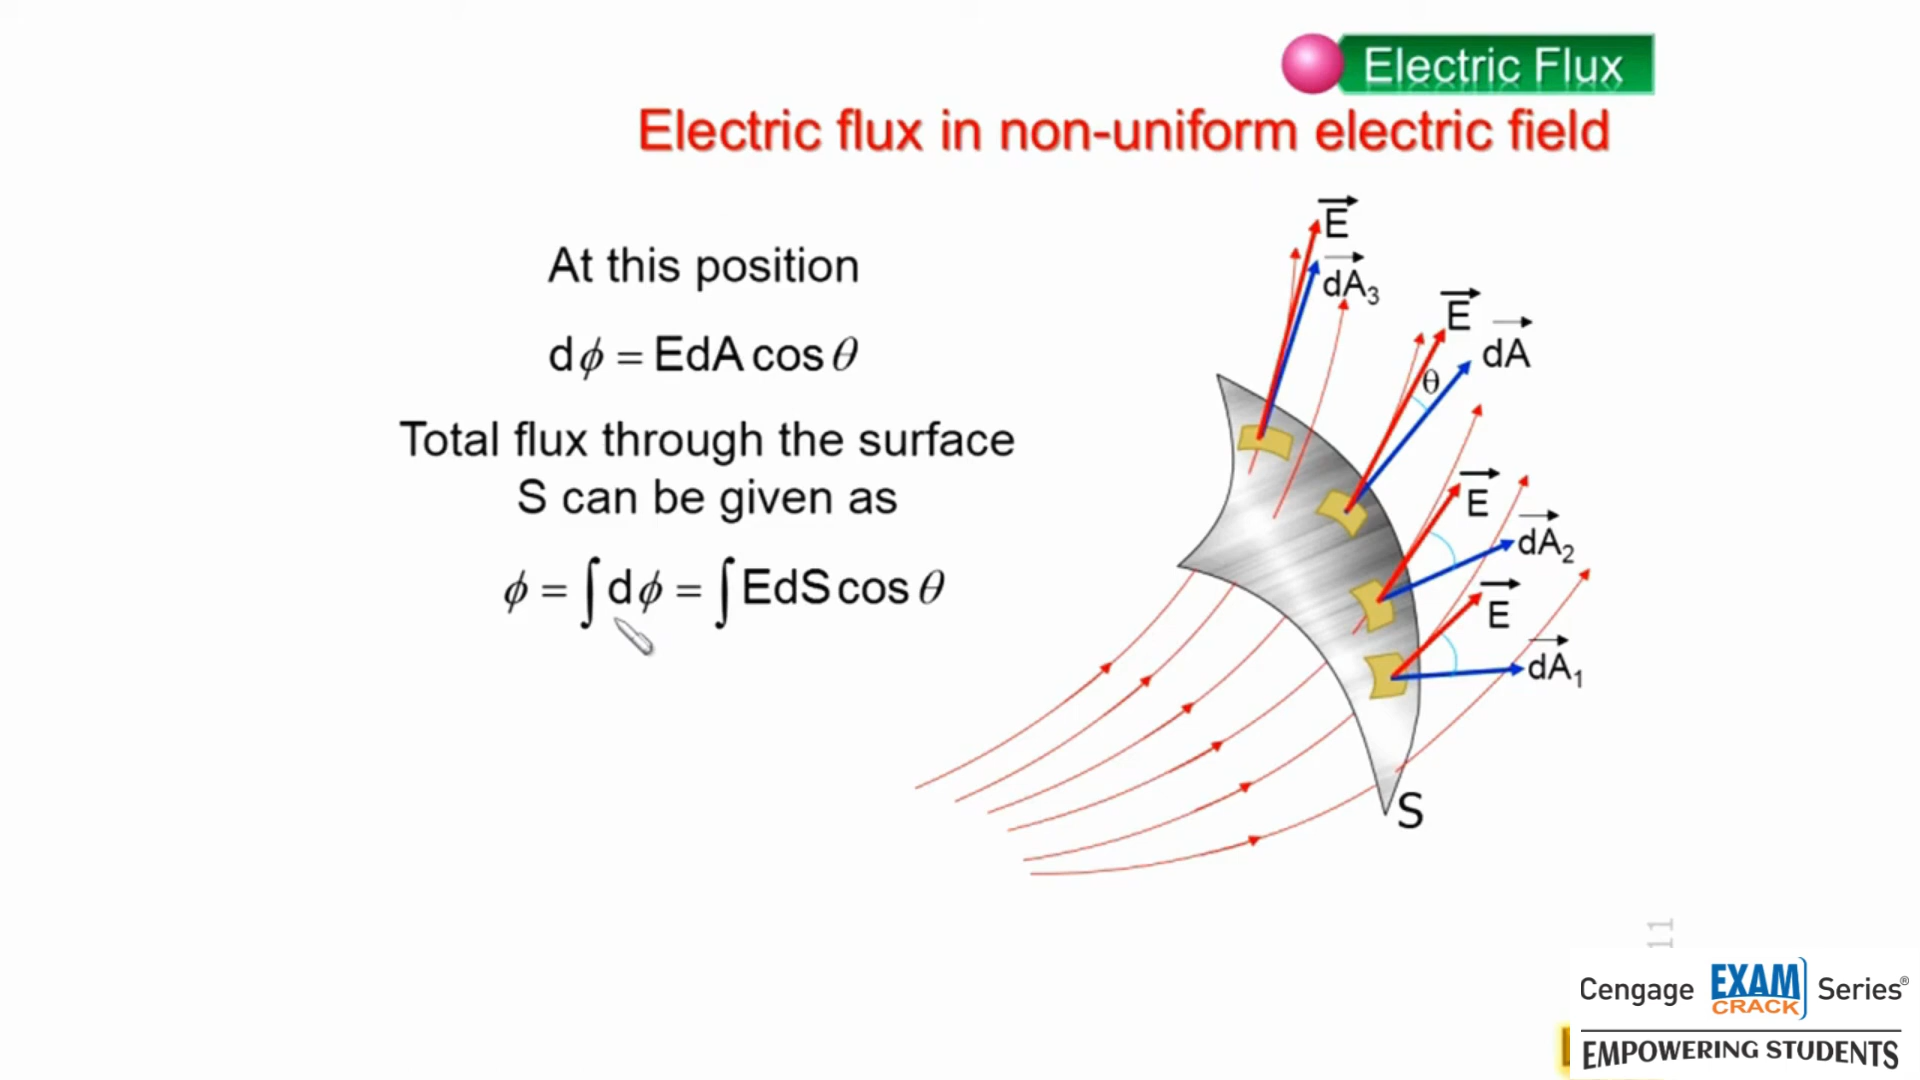 Electric Flux
Electric flux in non-uniform electric field
At this position
dϕ = EdA cos θ
Total flux through the surface
S can be given as
ϕ = ∫dϕ = ∫EdS cos θ
E⃗
dA₃⃗
E⃗
dA⃗
θ
E⃗
dA₂⃗
E⃗
dA₁⃗
S
11
Cengage EXAM CRACK Series®
EMPOWERING STUDENTS